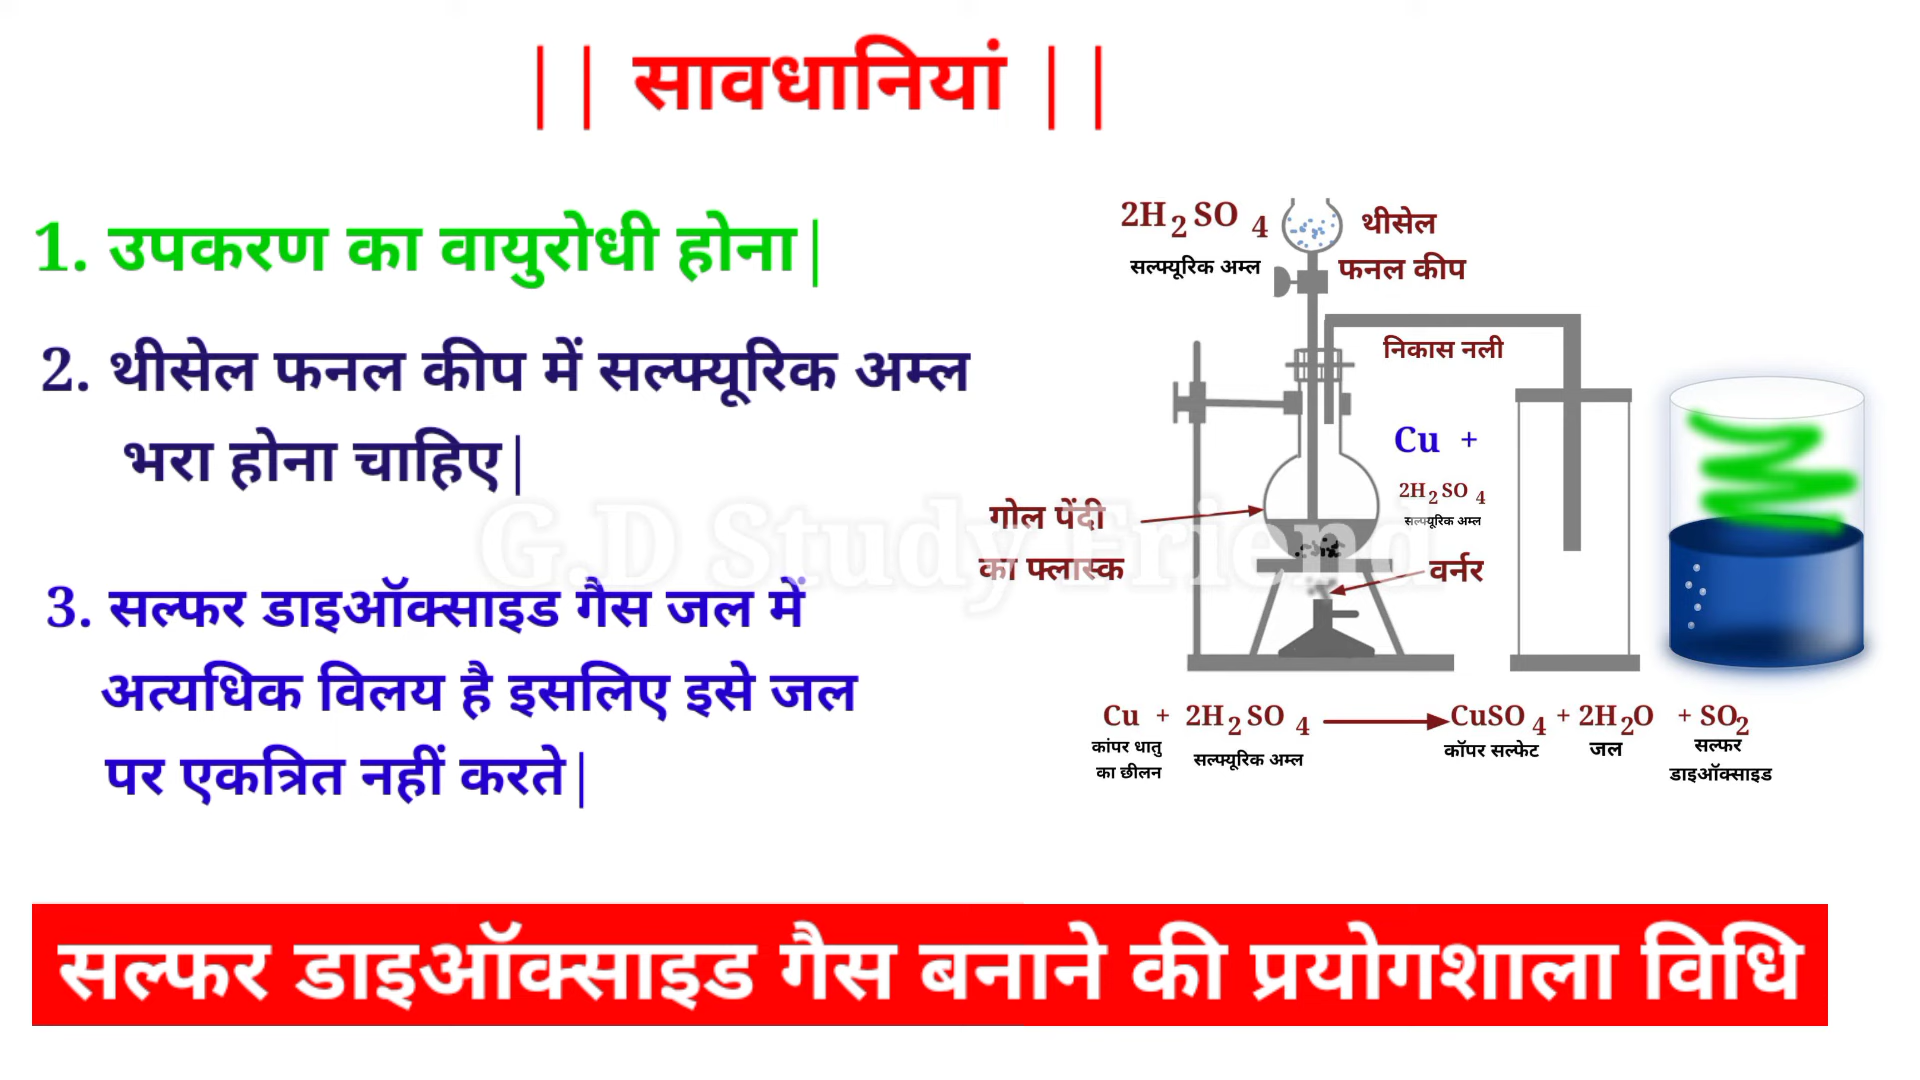 || सावधानियां ||
1. उपकरण का वायुरोधी होना|
2. थीसेल फनल कीप में सल्फ्यूरिक अम्ल
भरा होना चाहिए|
3. सल्फर डाइऑक्साइड गैस जल में
अत्यधिक विलय है इसलिए इसे जल
पर एकत्रित नहीं करते|
2H2SO4
सल्फ्यूरिक अम्ल
थीसेल
फनल कीप
निकास नली
Cu +
2H2SO4
सल्फ्यूरिक अम्ल
गोल पेंदी
का फ्लास्क
वर्नर
G.D Study Friend
Cu + 2H2SO4 → CuSO4 + 2H2O + SO2
कांपर धातु
का छीलन
सल्फ्यूरिक अम्ल
कॉपर सल्फेट
जल
सल्फर
डाइऑक्साइड
सल्फर डाइऑक्साइड गैस बनाने की प्रयोगशाला विधि